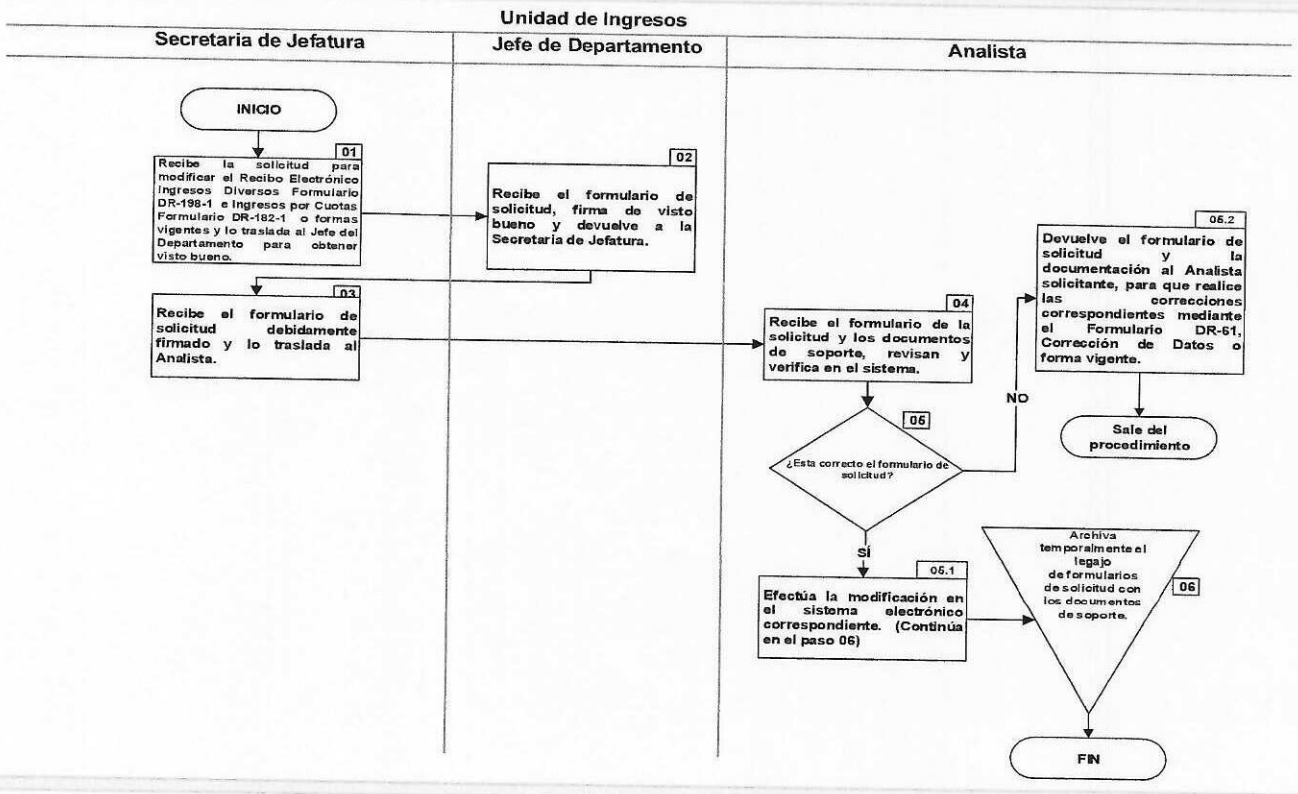 Unidad de Ingresos
Secretaria de Jefatura
Jefe de Departamento
Analista
INICIO
01
Recibe la solicitud para
modificar el Recibo Electrónico
Ingresos Diversos Formulario
DR-198-1 e Ingresos por Cuotas
Formulario DR-182-1 o formas
vigentes y lo traslada al Jefe del
Departamento para obtener
visto bueno.
02
Recibe el formulario de
solicitud, firma de visto
bueno y devuelve a la
Secretaria de Jefatura.
03
Recibe el formulario de
solicitud debidamente
firmado y lo traslada al
Analista.
04
Recibe el formulario de la
solicitud y los documentos
de soporte, revisan y
verifica en el sistema.
05
¿Esta correcto el formulario de
solicitud?
NO
05.2
Devuelve el formulario de
solicitud y la
documentación al Analista
solicitante, para que realice
las correcciones
correspondientes mediante
el Formulario DR-61,
Corrección de Datos o
forma vigente.
Sale del
procedimiento
SÍ
05.1
Efectúa la modificación en
el sistema electrónico
correspondiente. (Continúa
en el paso 06)
Archiva
temporalmente el
legajo
de formularios
de solicitud con
los documentos
de soporte.
06
FIN